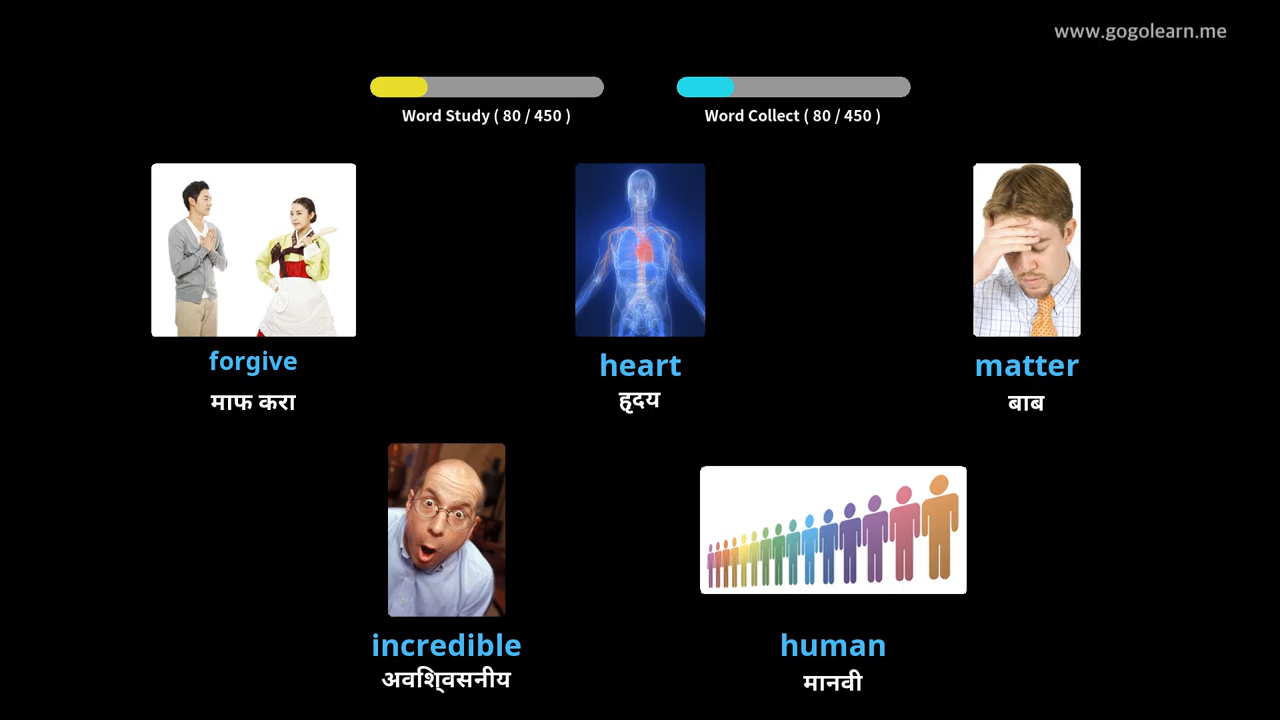 www.gogolearn.me
Word Study ( 80 / 450 )
Word Collect ( 80 / 450 )
forgive
heart
matter
माफ करा
हृदय
बाब
incredible
human
अविश्वसनीय
मानवी